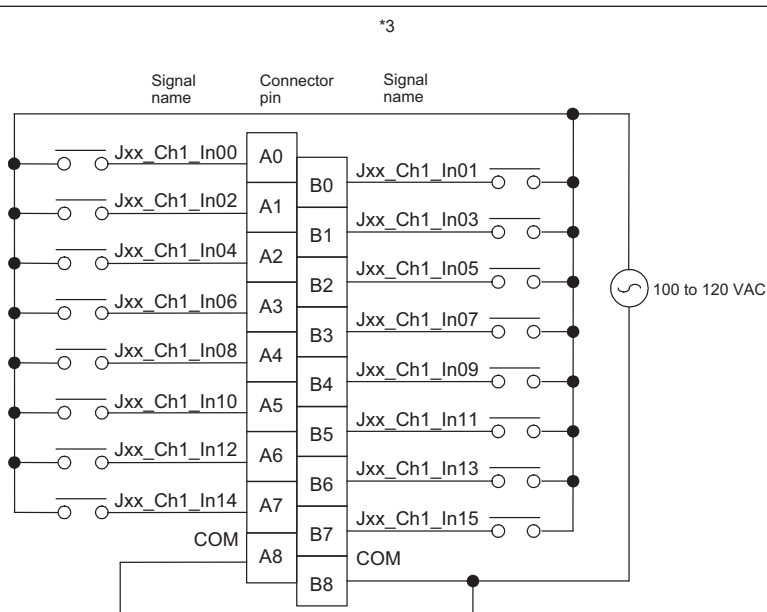 *3
Signal name
Connector pin
Signal name
Jxx_Ch1_In00
A0
B0
Jxx_Ch1_In01
Jxx_Ch1_In02
A1
B1
Jxx_Ch1_In03
Jxx_Ch1_In04
A2
B2
Jxx_Ch1_In05
100 to 120 VAC
Jxx_Ch1_In06
A3
B3
Jxx_Ch1_In07
Jxx_Ch1_In08
A4
B4
Jxx_Ch1_In09
Jxx_Ch1_In10
A5
B5
Jxx_Ch1_In11
Jxx_Ch1_In12
A6
B6
Jxx_Ch1_In13
Jxx_Ch1_In14
A7
B7
Jxx_Ch1_In15
COM
A8
B8
COM